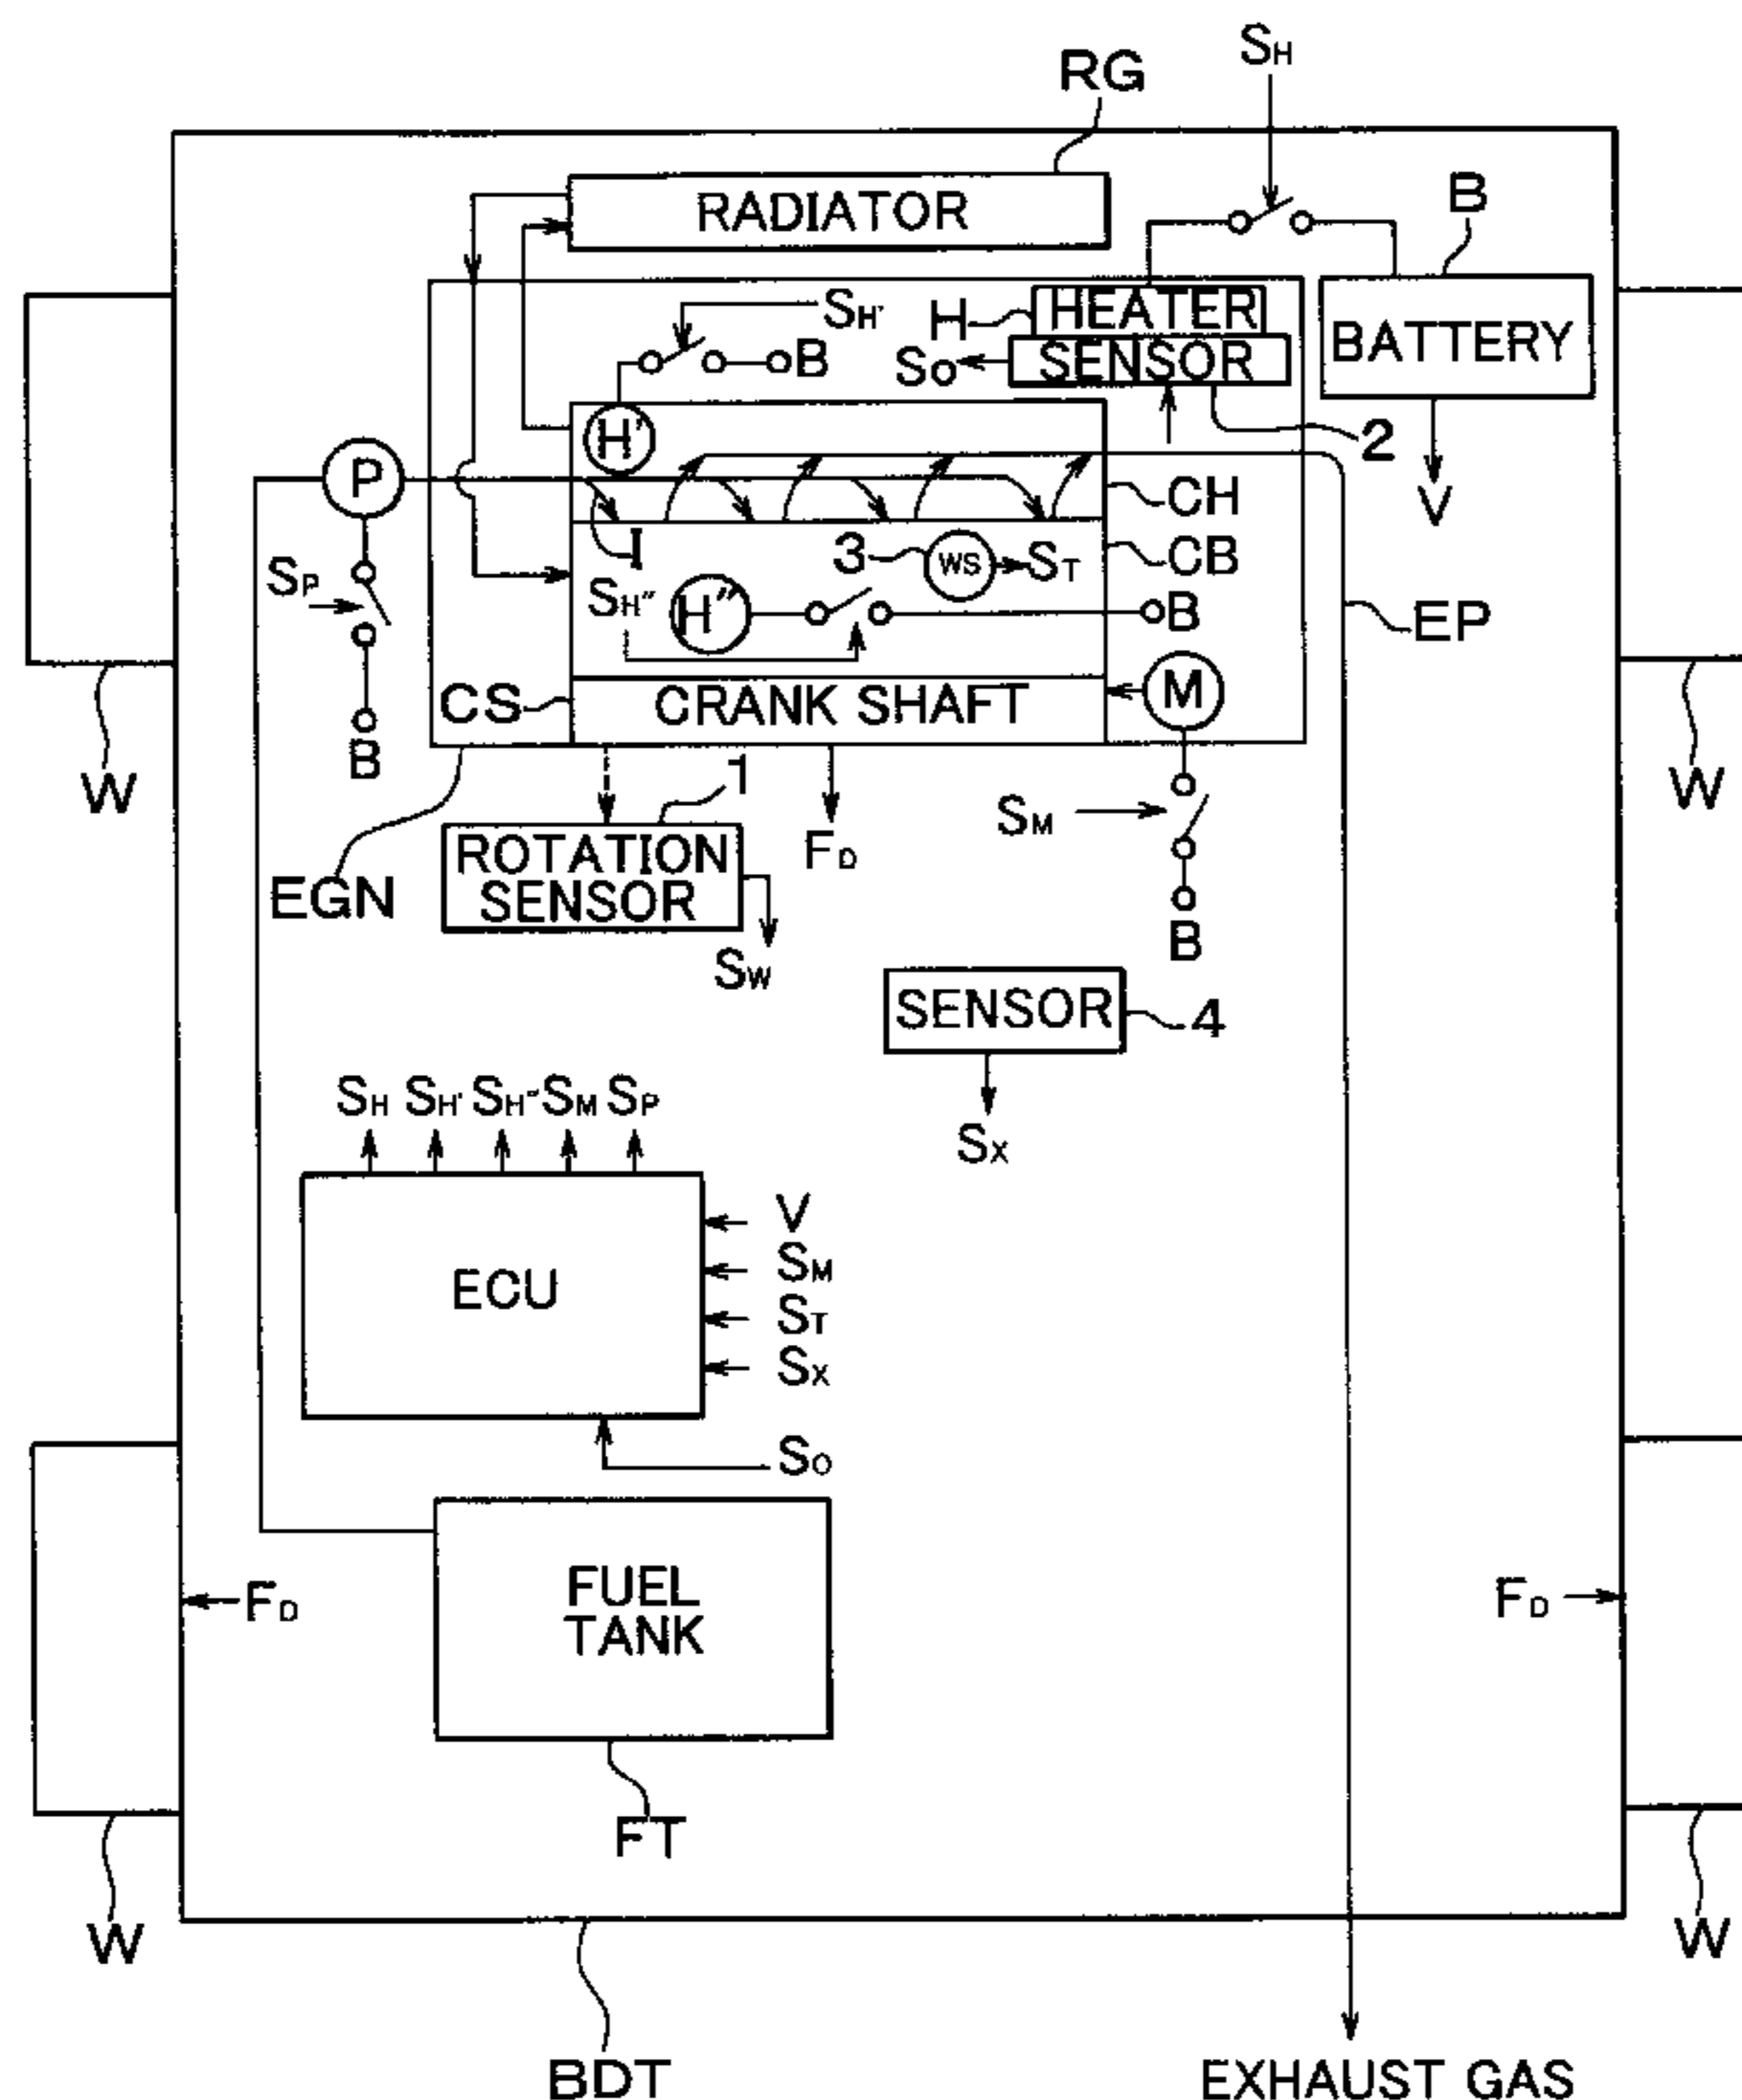 SH
RG
RADIATOR
B
SH'
H
HEATER
BATTERY
B
SO
SENSOR
H'
2
P
CH
V
I
3
WS
ST
CB
SP
SH"
H"
B
EP
CS
CRANK SHAFT
M
B
W
W
1
SM
ROTATION
SENSOR
FD
EGN
B
SW
SENSOR
4
SH SH' SH" SM SP
SX
V
ECU
SM
ST
SX
SO
FUEL
TANK
FD
FD
FT
W
W
BDT
EXHAUST GAS